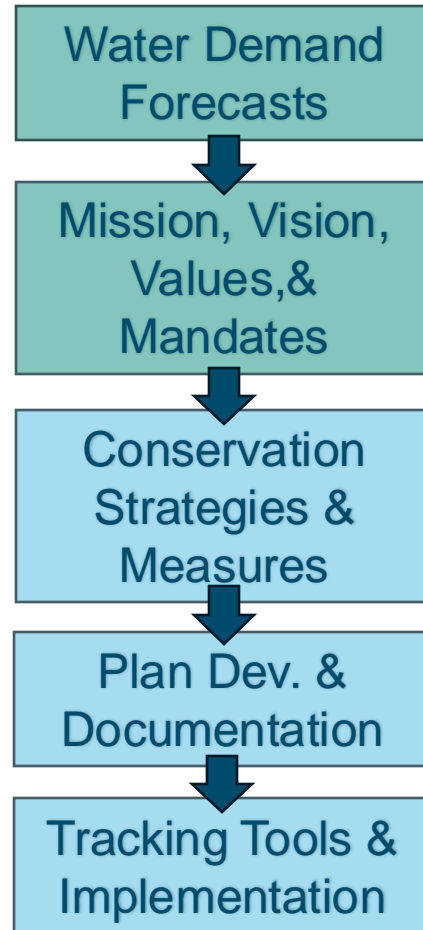 Water Demand
Forecasts
Mission, Vision,
Values,&
Mandates
Conservation
Strategies &
Measures
Plan Dev. &
Documentation
Tracking Tools &
Implementation